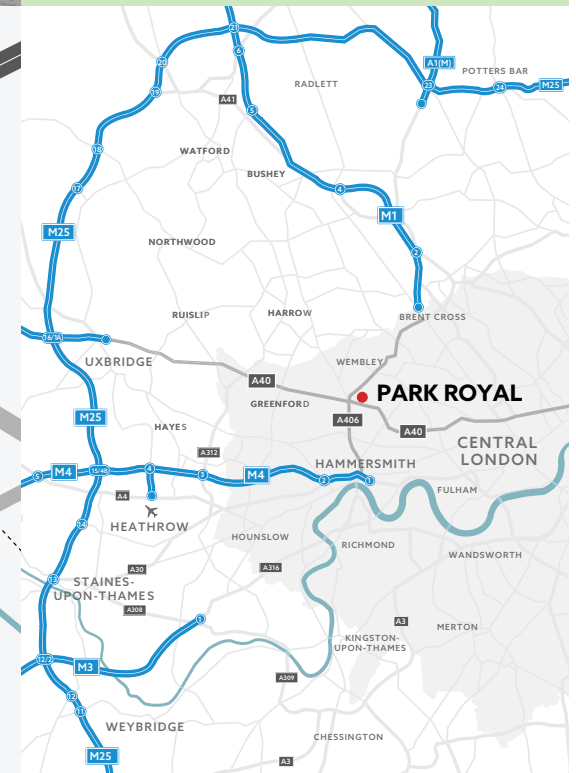 21
6
A1(M)
POTTERS BAR
20
RADLETT
23
24
M25
19
A41
5
18
WATFORD
BUSHEY
17
4
M1
M25
NORTHWOOD
2
RUISLIP
HARROW
BRENT CROSS
16/1A
UXBRIDGE
WEMBLEY
A40
PARK ROYAL
GREENFORD
M25
A406
HAYES
A40
A312
CENTRAL
LONDON
HAMMERSMITH
5
M4
15/4B
4
3
M4
2
1
A4
FULHAM
14
HEATHROW
HOUNSLOW
RICHMOND
WANDSWORTH
A30
A316
13
STAINES-
UPON-THAMES
A308
1
A3
MERTON
KINGSTON-
UPON-THAMES
12/2
M3
A309
12
11
WEYBRIDGE
CHESSINGTON
M25
A3